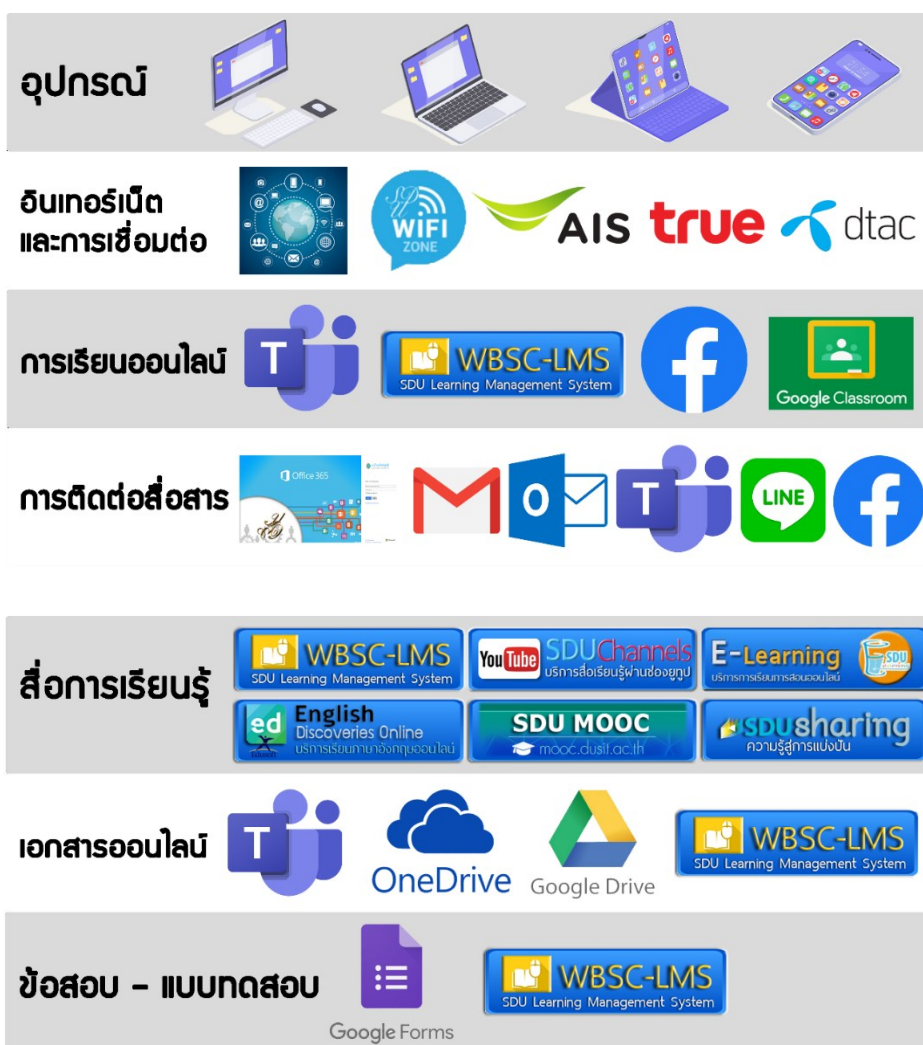 อุปกรณ์
อินเทอร์เน็ต
และการเชื่อมต่อ
SDU
WiFi
ZONE
AIS
true
dtac
การเรียนออนไลน์
T
WBSC-LMS
SDU Learning Management System
f
Google Classroom
การติดต่อสื่อสาร
Office 365
M
O
T
LINE
f
สื่อการเรียนรู้
WBSC-LMS
SDU Learning Management System
YouTube SDUChannels
บริการสื่อเรียนรู้ผ่านช่องยูทูป
E-Learning
บริการการเรียนการสอนออนไลน์
SDU
ed English
Discoveries Online
บริการเรียนภาษาอังกฤษออนไลน์
SDU MOOC
mooc.dusit.ac.th
SDUsharing
ความรู้สู่การแบ่งปัน
เอกสารออนไลน์
T
OneDrive
Google Drive
WBSC-LMS
SDU Learning Management System
ข้อสอบ - แบบทดสอบ
Google Forms
WBSC-LMS
SDU Learning Management System